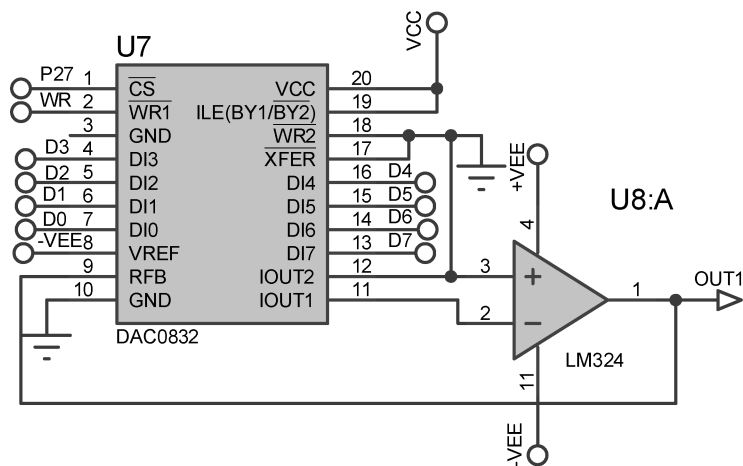 U7
VCC
P27 1 CS VCC 20
WR 2 WR1 ILE(BY1/BY2) 19
3 GND WR2 18
D3 4 DI3 XFER 17
D2 5 DI2 DI4 16 D4
D1 6 DI1 DI5 15 D5
D0 7 DI0 DI6 14 D6
-VEE 8 VREF DI7 13 D7
9 RFB IOUT2 12
10 GND IOUT1 11
DAC0832
+VEE
4
U8:A
3 +
2 −
1
OUT1
LM324
11
-VEE